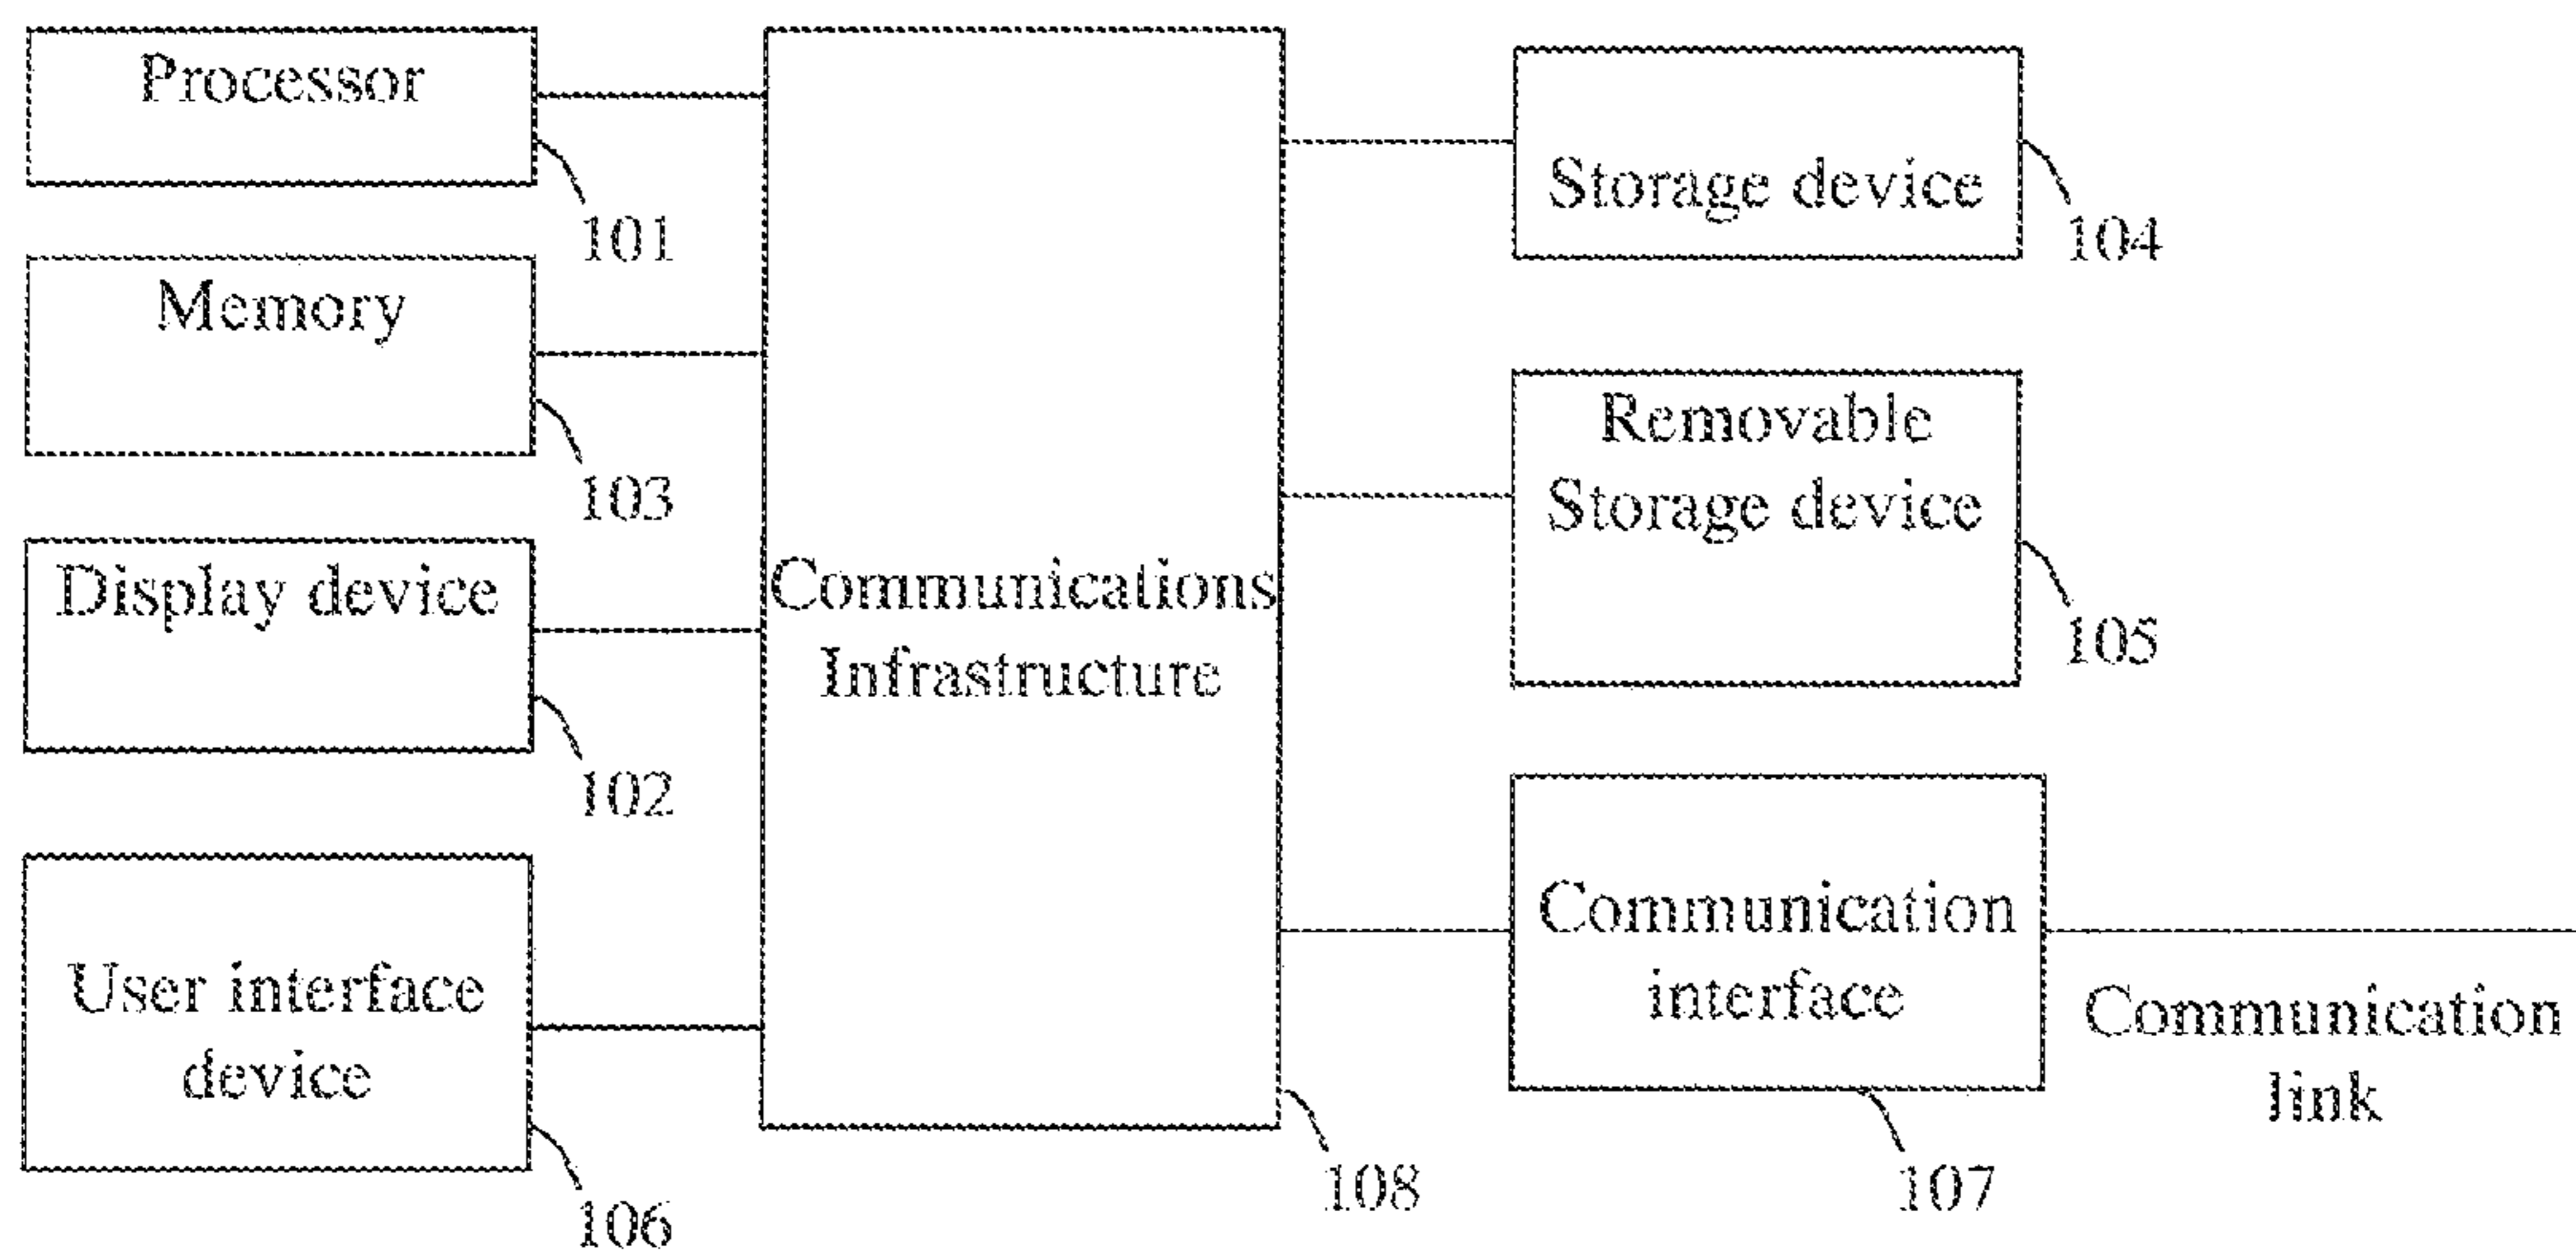 Processor
101
Memory
103
Display device
102
User interface
device
106
Communications
Infrastructure
108
Storage device
104
Removable
Storage device
105
Communication
interface
107
Communication
link